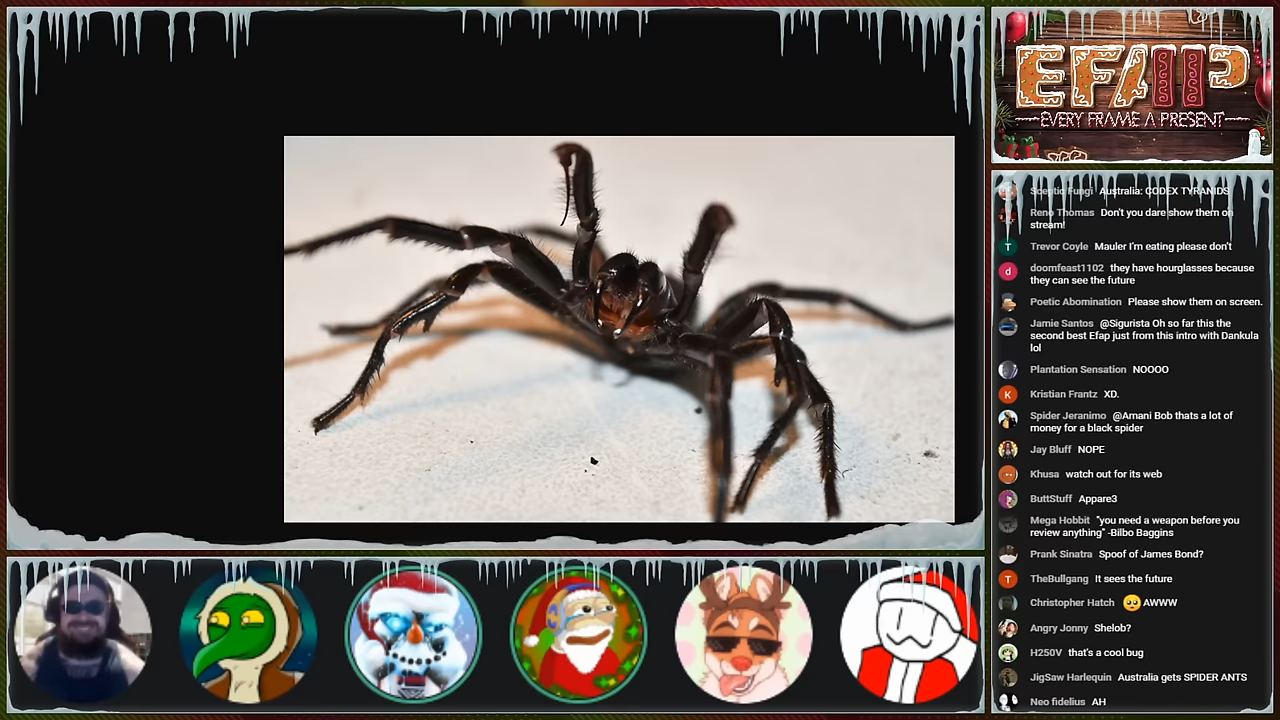 EFAP
EVERY FRAME A PRESENT
Sceptic Fungi Australia: CODEX TYRANIDS
Reno Thomas Don't you dare show them on
stream!
T Trevor Coyle Mauler I'm eating please don't
d doomfeast1102 they have hourglasses because
they can see the future
Poetic Abomination Please show them on screen.
Jamie Santos @Sigurista Oh so far this the
second best Efap just from this intro with Dankula
lol
Plantation Sensation NOOOO
K Kristian Frantz XD.
Spider Jeranimo @Amani Bob thats a lot of
money for a black spider
Jay Bluff NOPE
Khusa watch out for its web
ButtStuff Appare3
Mega Hobbit "you need a weapon before you
review anything" -Bilbo Baggins
Prank Sinatra Spoof of James Bond?
T TheBullgang It sees the future
Christopher Hatch 🥺 AWWW
Angry Jonny Shelob?
H250V that's a cool bug
JigSaw Harlequin Australia gets SPIDER ANTS
Neo fidelius AH